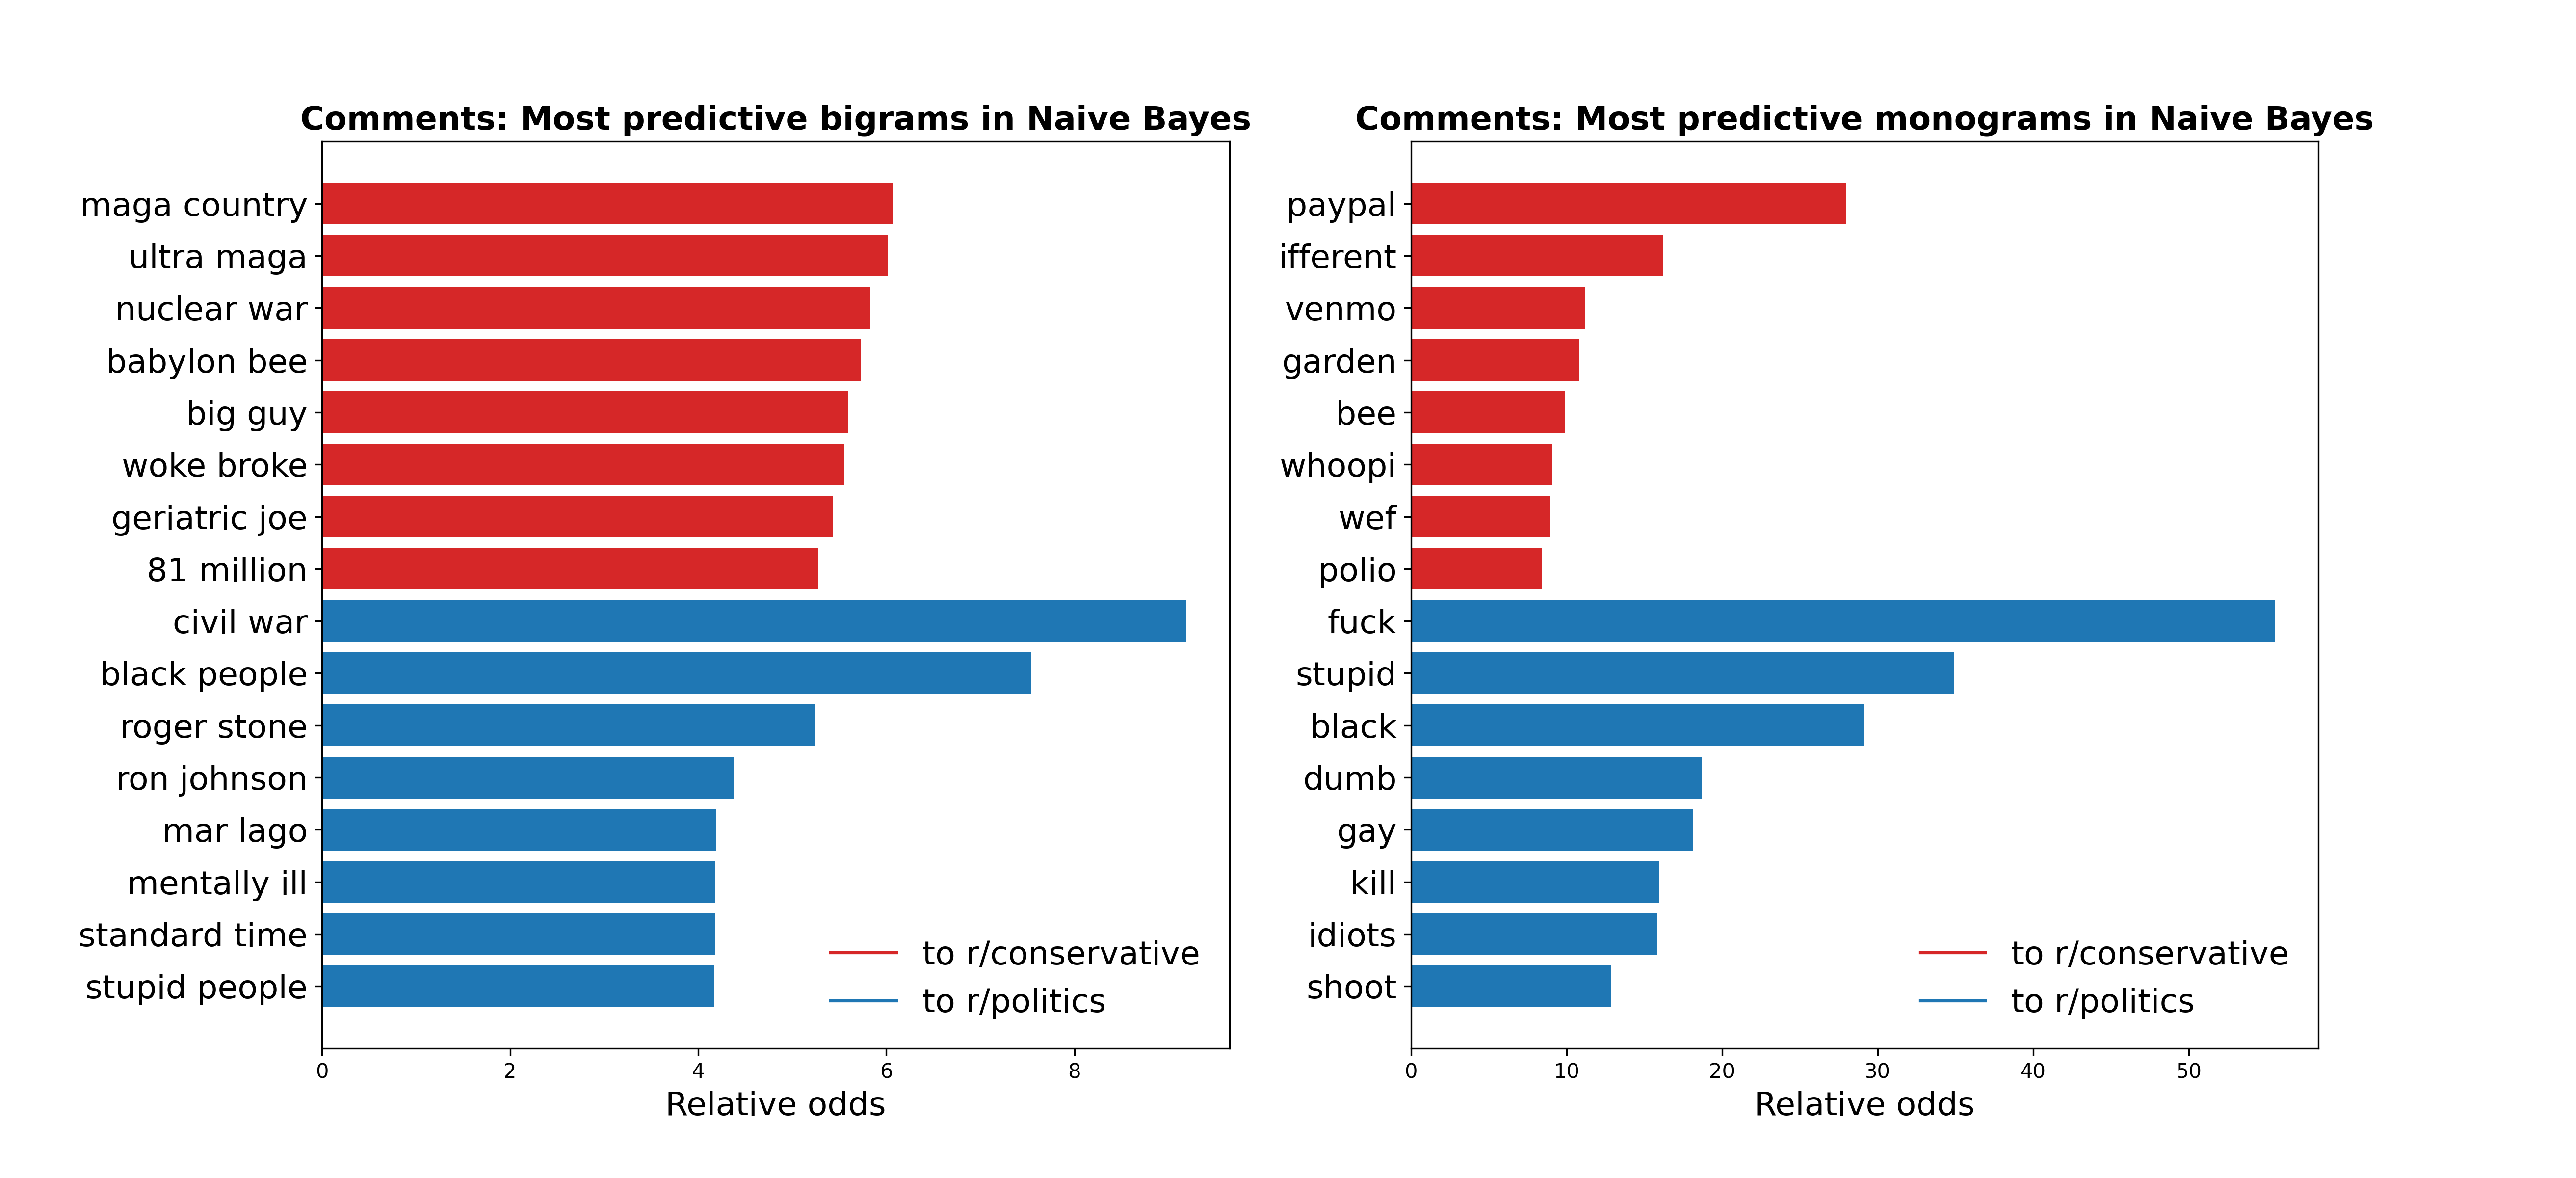 Comments: Most predictive bigrams in Naive Bayes
maga country
ultra maga
nuclear war
babylon bee
big guy
woke broke
geriatric joe
81 million
civil war
black people
roger stone
ron johnson
mar lago
mentally ill
standard time
stupid people
to r/conservative
to r/politics
0 2 4 6 8
Relative odds
Comments: Most predictive monograms in Naive Bayes
paypal
ifferent
venmo
garden
bee
whoopi
wef
polio
fuck
stupid
black
dumb
gay
kill
idiots
shoot
to r/conservative
to r/politics
0 10 20 30 40 50
Relative odds